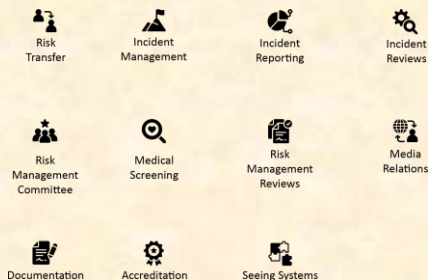 Risk
Transfer
Incident
Management
Incident
Reporting
Incident
Reviews
Risk
Management
Committee
Medical
Screening
Risk
Management
Reviews
Media
Relations
Documentation
Accreditation
Seeing Systems